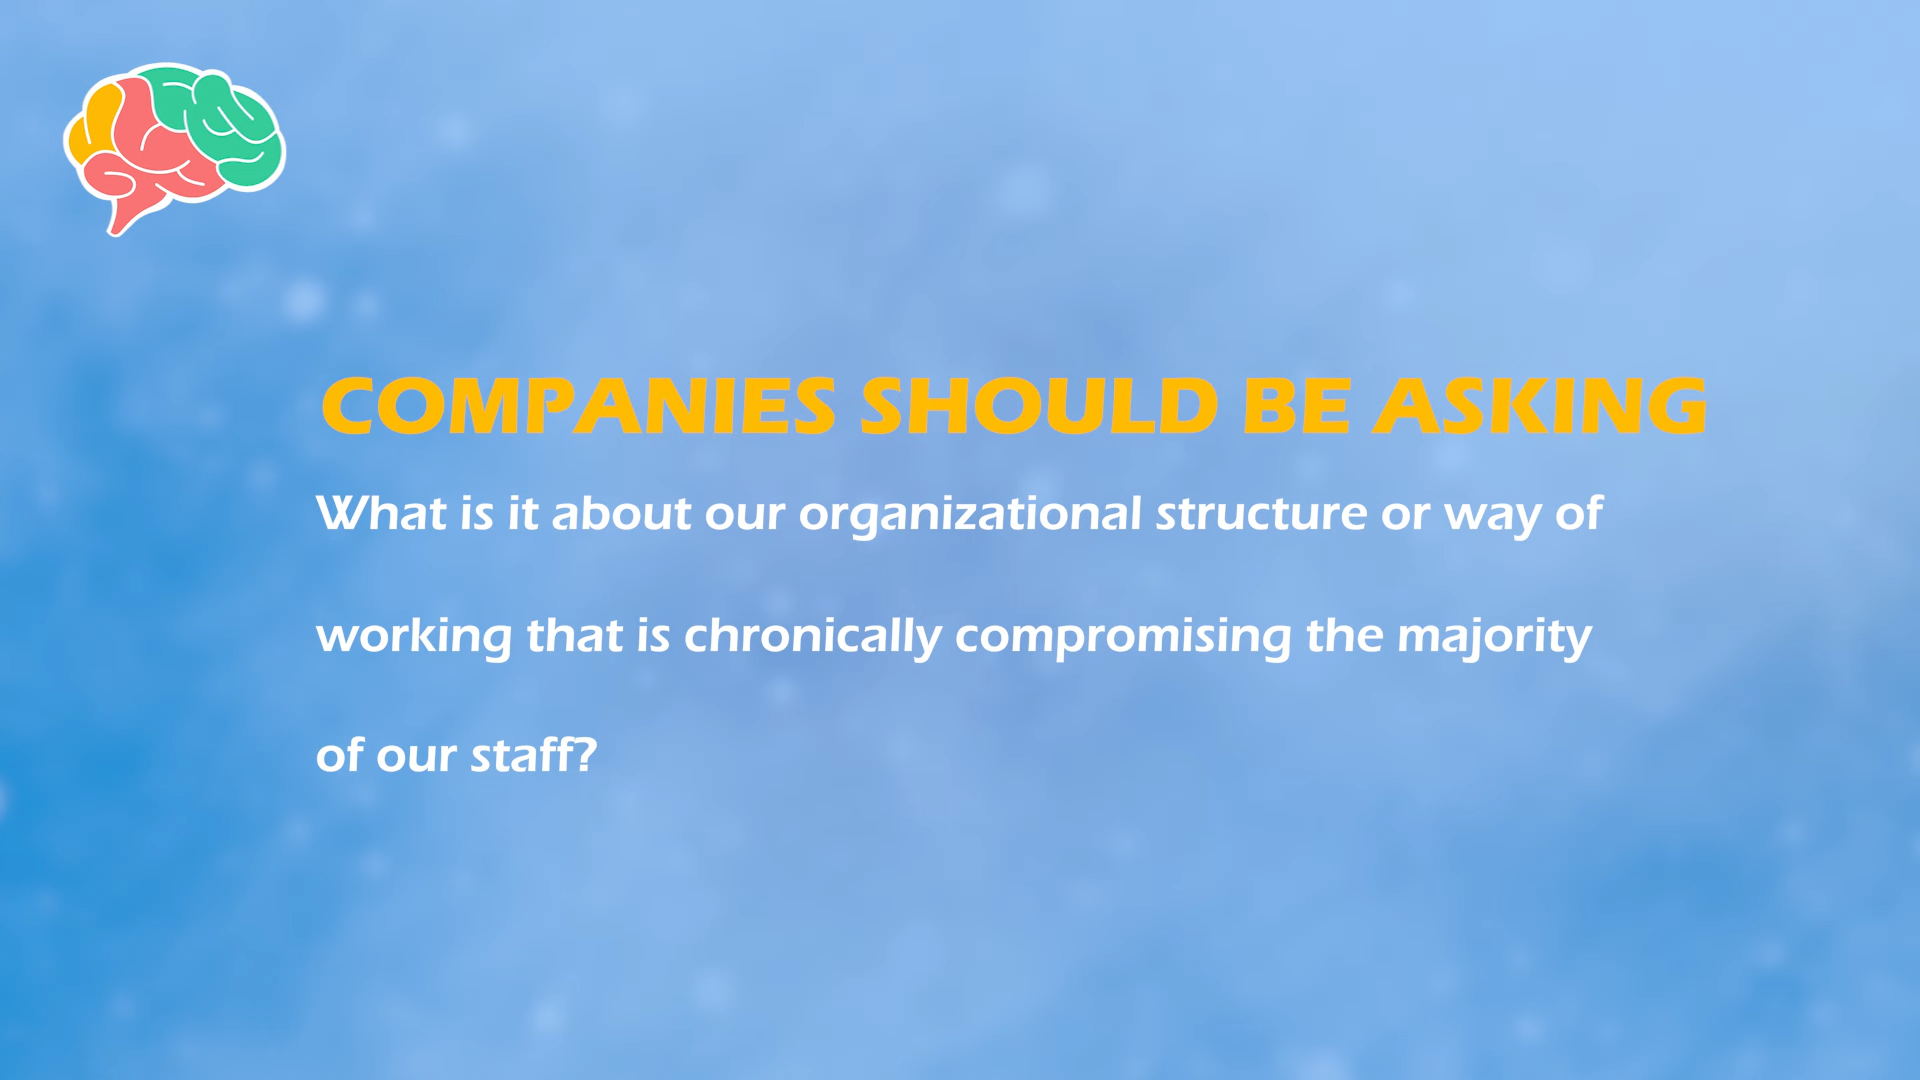 COMPANIES SHOULD BE ASKING
What is it about our organizational structure or way of
working that is chronically compromising the majority
of our staff?